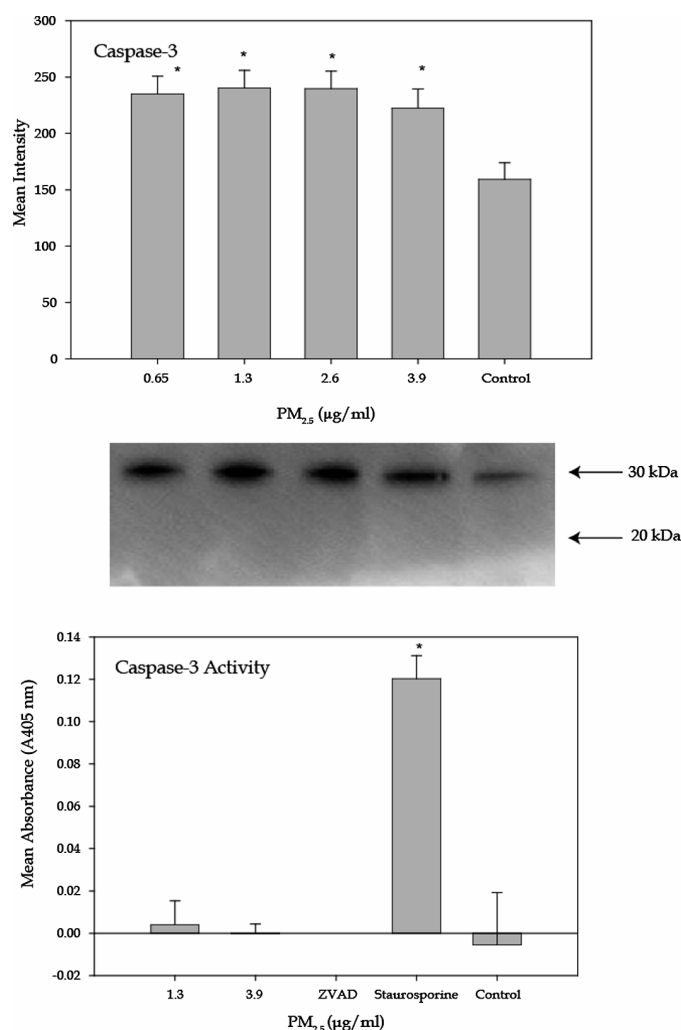 300
Caspase-3
* * * *
250
200
150
100
50
0
Mean Intensity
0.65 1.3 2.6 3.9 Control
PM2.5 (µg/ml)
30 kDa
20 kDa
0.14
*
Caspase-3 Activity
0.12
0.10
0.08
0.06
0.04
0.02
0.00
-0.02
Mean Absorbance (A405 nm)
1.3 3.9 ZVAD Staurosporine Control
PM2.5 (µg/ml)